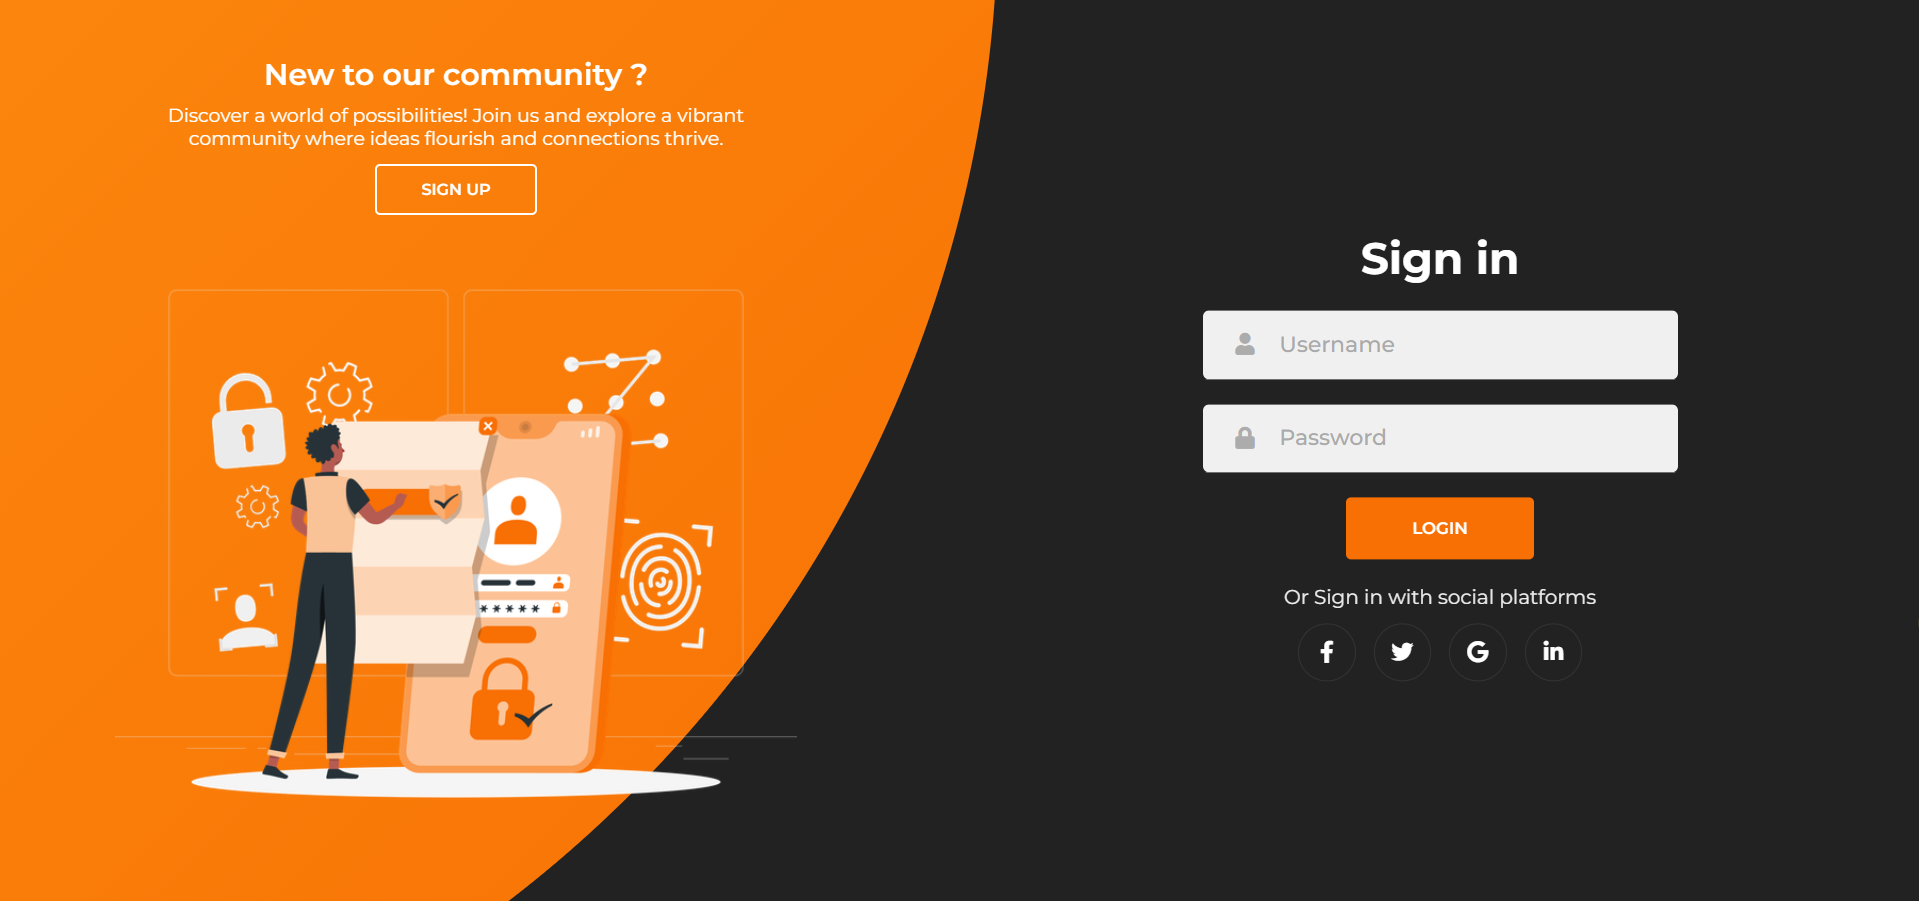 New to our community ?
Discover a world of possibilities! Join us and explore a vibrant
community where ideas flourish and connections thrive.
SIGN UP
Sign in
Username
Password
LOGIN
Or Sign in with social platforms